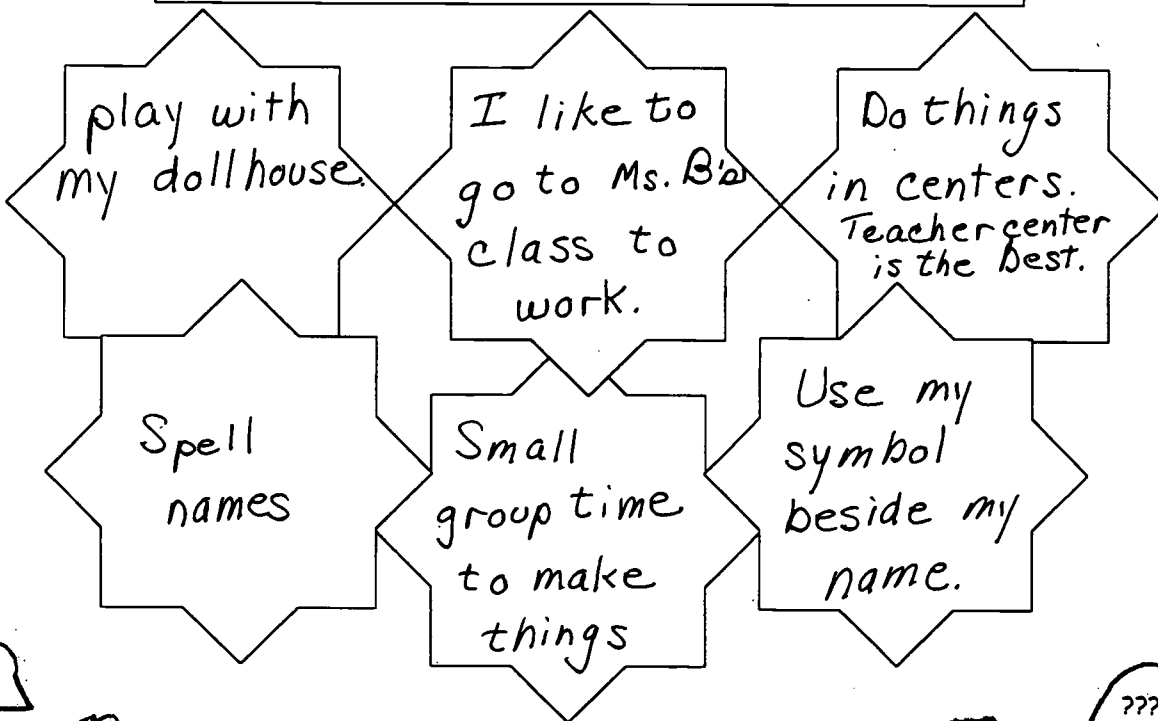 play with
my dollhouse.
I like to
go to Ms. B's
class to
work.
Do things
in centers.
Teacher center
is the best.
Spell
names
Small
group time
to make
things
Use my
symbol
beside my
name.
???